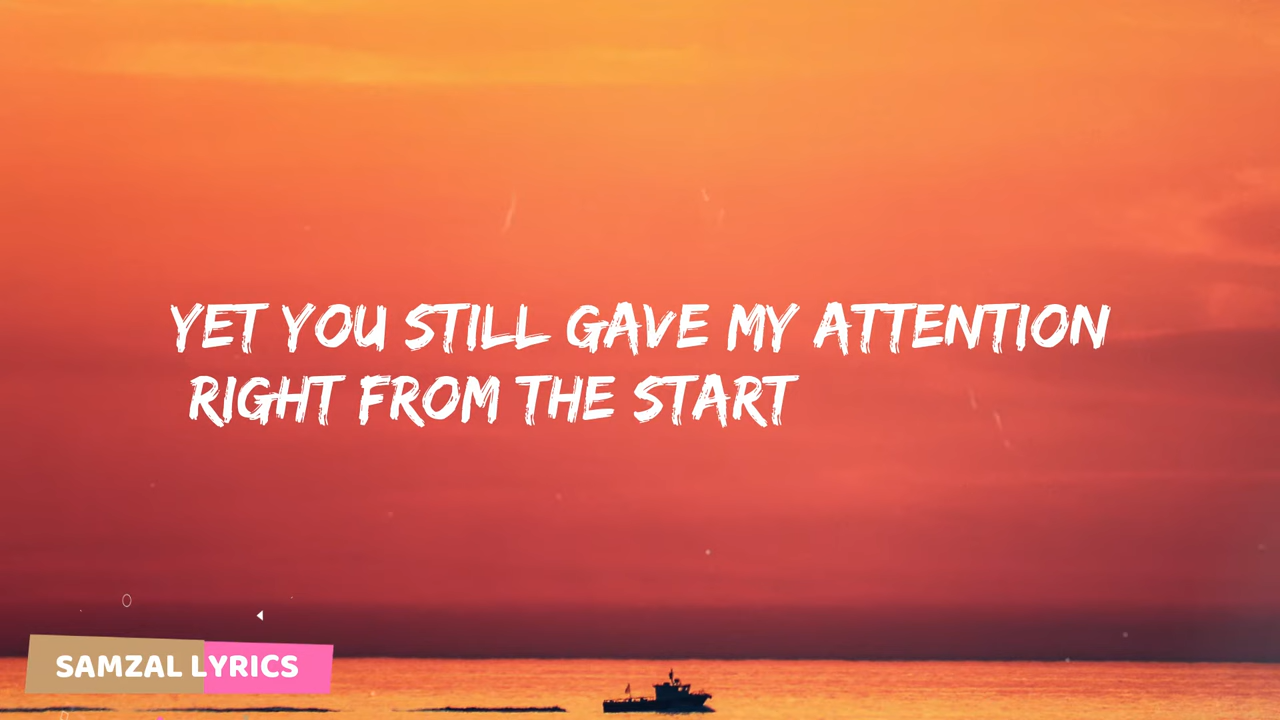 YET YOU STILL GAVE MY ATTENTION
RIGHT FROM THE START
SAMZAL LYRICS